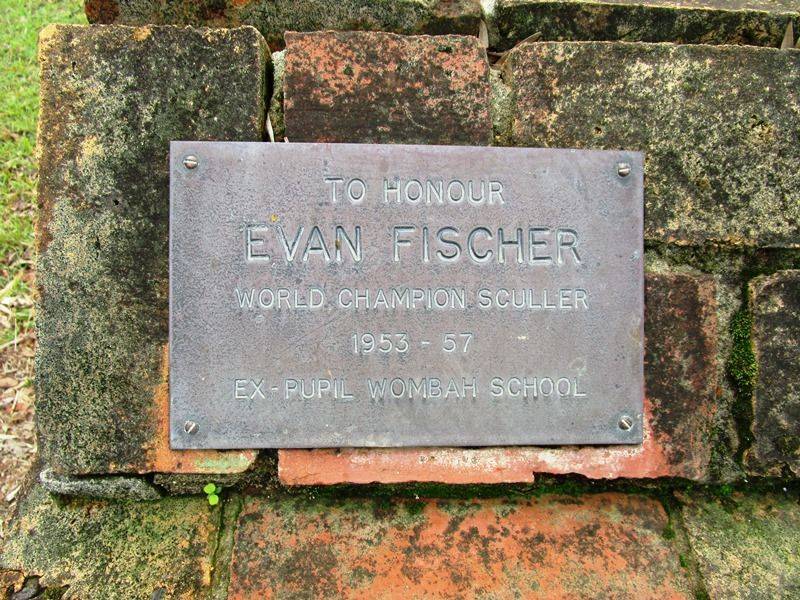 TO HONOUR
EVAN FISCHER
WORLD CHAMPION SCULLER
1953 - 57
EX-PUPIL WOMBAH SCHOOL